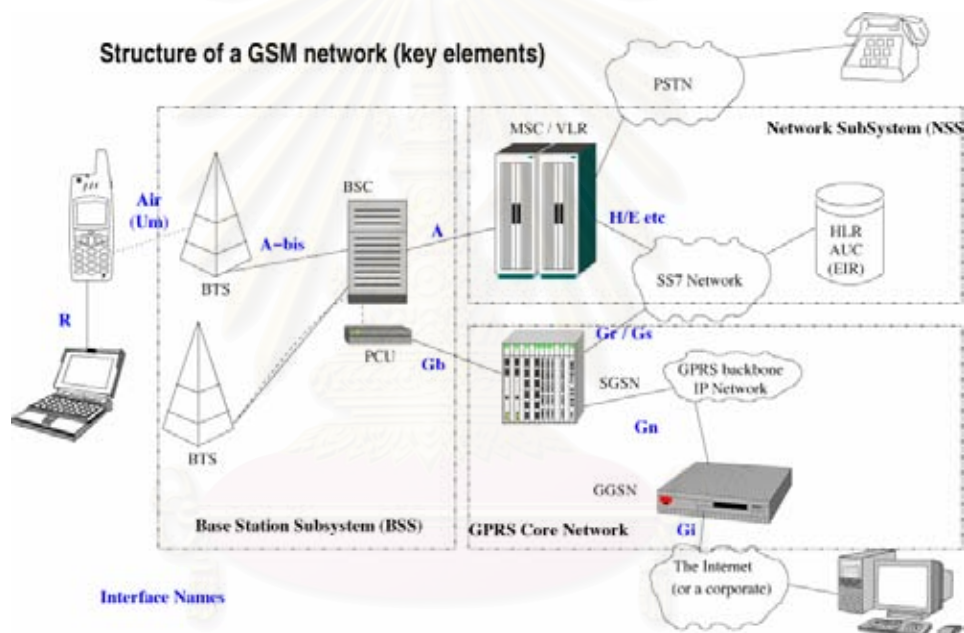 Structure of a GSM network (key elements)
PSTN
MSC / VLR
Network SubSystem (NSS
BSC
Air
(Um)
A-bis
A
H/E etc
HLR
AUC
(EIR)
BTS
SS7 Network
R
PCU
Gb
Gr / Gs
SGSN
GPRS backbone
IP Network
Gn
BTS
GGSN
Base Station Subsystem (BSS)
GPRS Core Network
Gi
The Internet
(or a corporate)
Interface Names